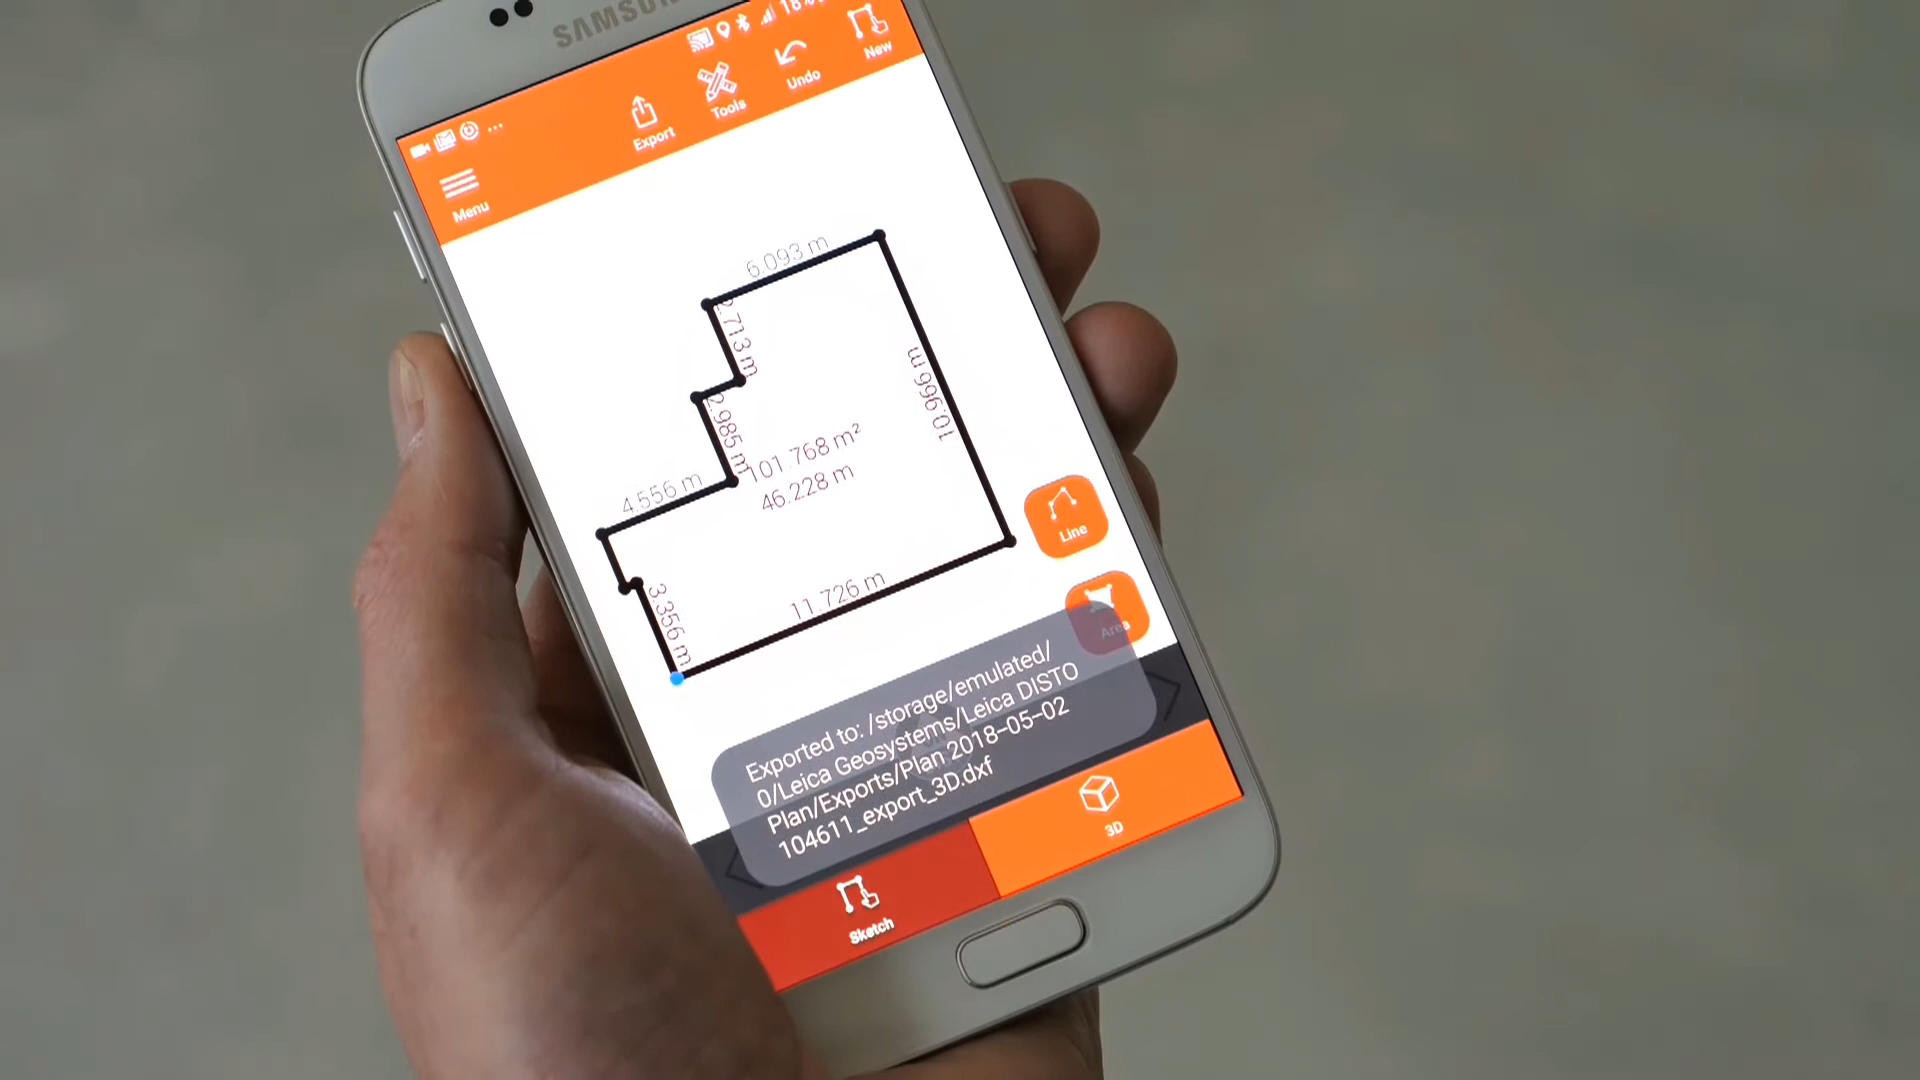 SAMSUNG
18%
Menu
Export
Tools
Undo
New
6.093 m
2.713 m
2.985 m
10.966 m
101.768 m²
46.228 m
4.556 m
3.356 m
11.726 m
Line
Area
Exported to: /storage/emulated/
0/Leica Geosystems/Leica DISTO
Plan/Exports/Plan 2018-05-02
104611_export_3D.dxf
Sketch
3D